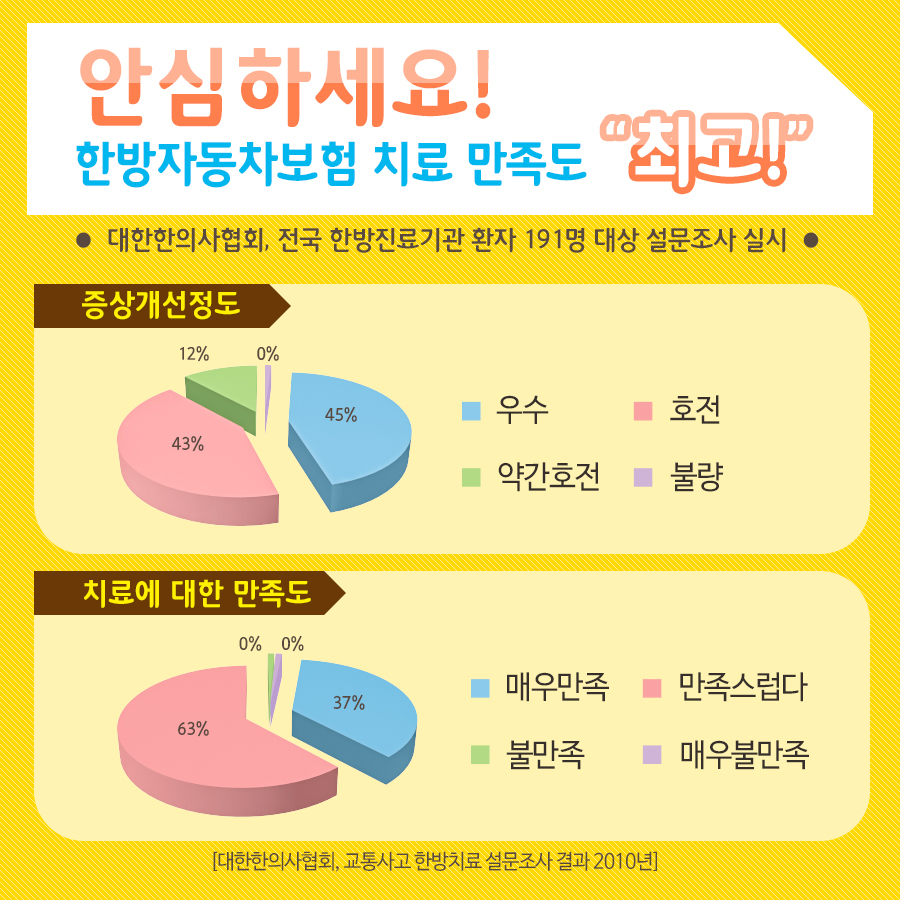 안심하세요!
한방자동차보험 치료 만족도 “최고!”
● 대한한의사협회, 전국 한방진료기관 환자 191명 대상 설문조사 실시 ●
증상개선정도
12% 0%
45%
43%
우수 호전
약간호전 불량
치료에 대한 만족도
0% 0%
37%
63%
매우만족 만족스럽다
불만족 매우불만족
[대한한의사협회, 교통사고 한방치료 설문조사 결과 2010년]